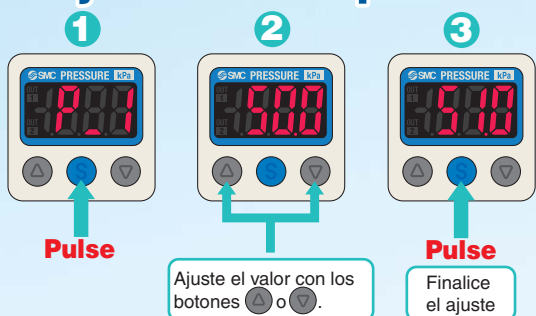 1
2
3
SMC PRESSURE kPa
OUT 1
OUT 2
P_1
S
SMC PRESSURE kPa
OUT 1
OUT 2
50.0
S
SMC PRESSURE kPa
OUT 1
OUT 2
51.0
S
Pulse
Ajuste el valor con los
botones △ o ▽.
Pulse
Finalice
el ajuste